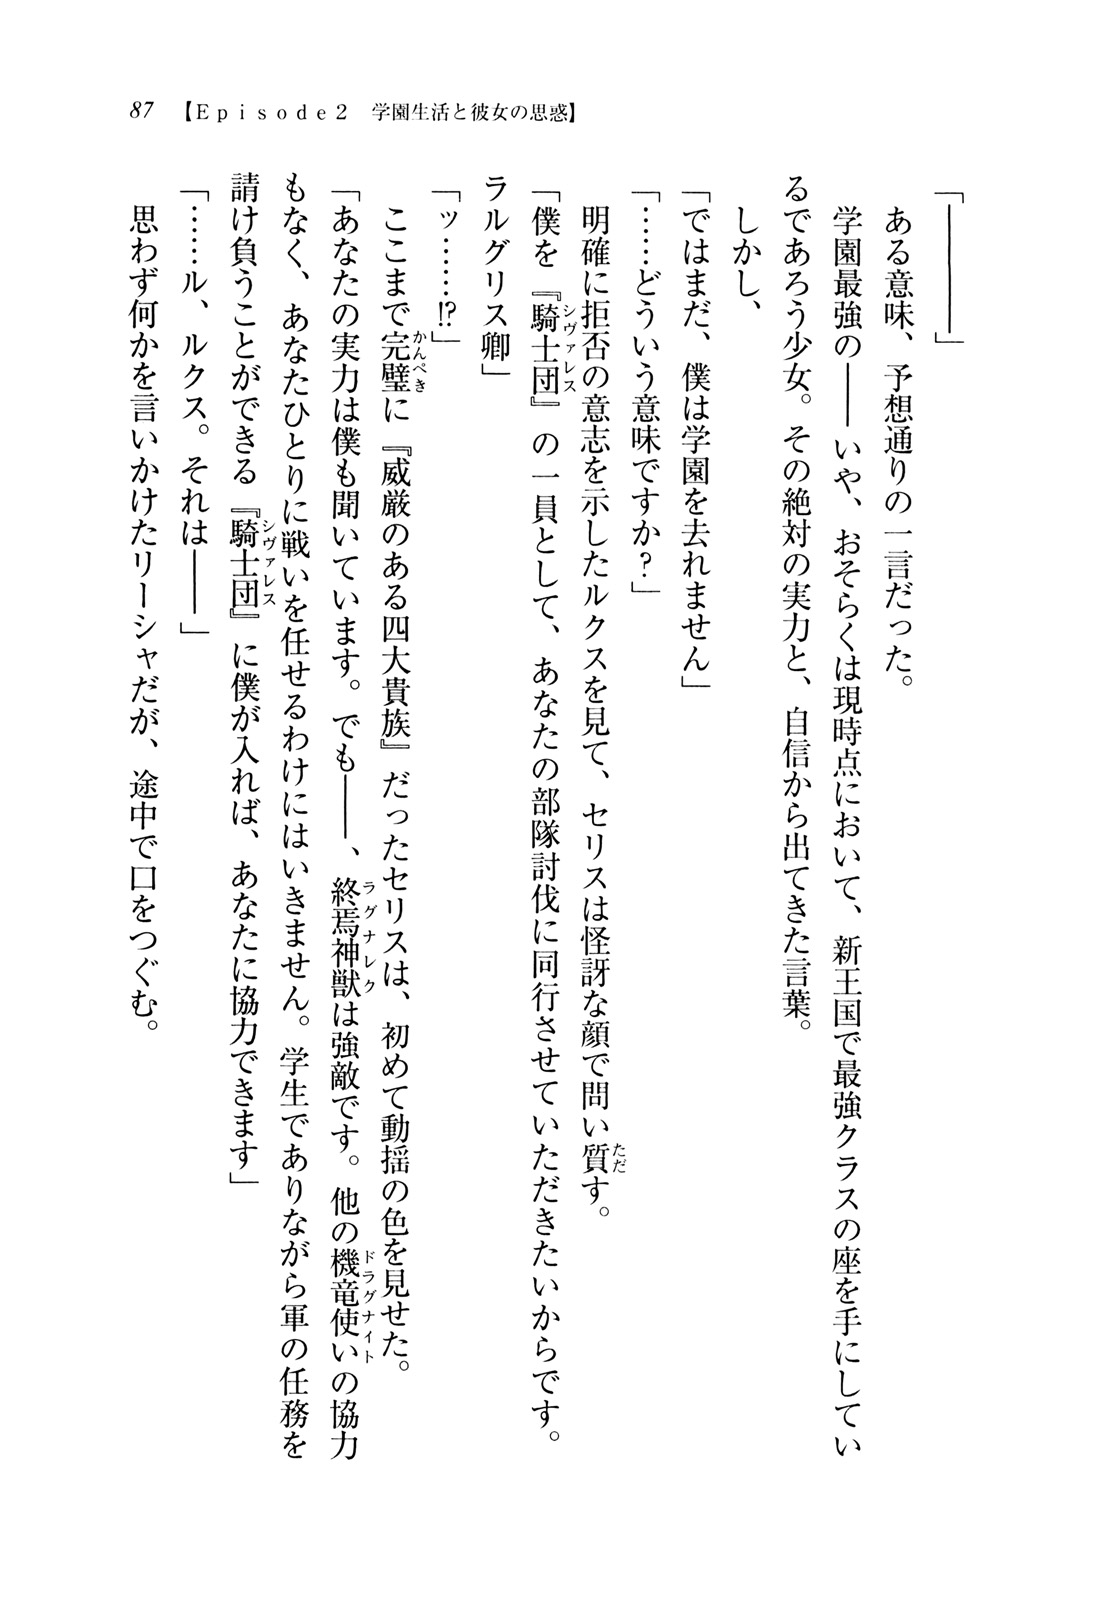 87 【Ｅｐｉｓｏｄｅ２　学園生活と彼女の思惑】
「――――」
　ある意味、予想通りの一言だった。
　学園最強の――いや、おそらくは現時点において、新王国で最強クラスの座を手にしてい
るであろう少女。その絶対の実力と、自信から出てきた言葉。
　しかし、
「ではまだ、僕は学園を去れません」
「……どういう意味ですか？」
　明確に拒否の意志を示したルクスを見て、セリスは怪訝な顔で問い質ただす。
「僕を『騎士団シヴァレス』の一員として、あなたの部隊討伐に同行させていただきたいからです。
ラルグリス卿」
「ッ……!?」
　ここまで完璧かんぺきに『威厳のある四大貴族』だったセリスは、初めて動揺の色を見せた。
「あなたの実力は僕も聞いています。でも――、終焉神獣ラグナレクは強敵です。他の機竜使いドラグナイトの協力
もなく、あなたひとりに戦いを任せるわけにはいきません。学生でありながら軍の任務を
請け負うことができる『騎士団シヴァレス』に僕が入れば、あなたに協力できます」
「……ル、ルクス。それは――」
　思わず何かを言いかけたリーシャだが、途中で口をつぐむ。